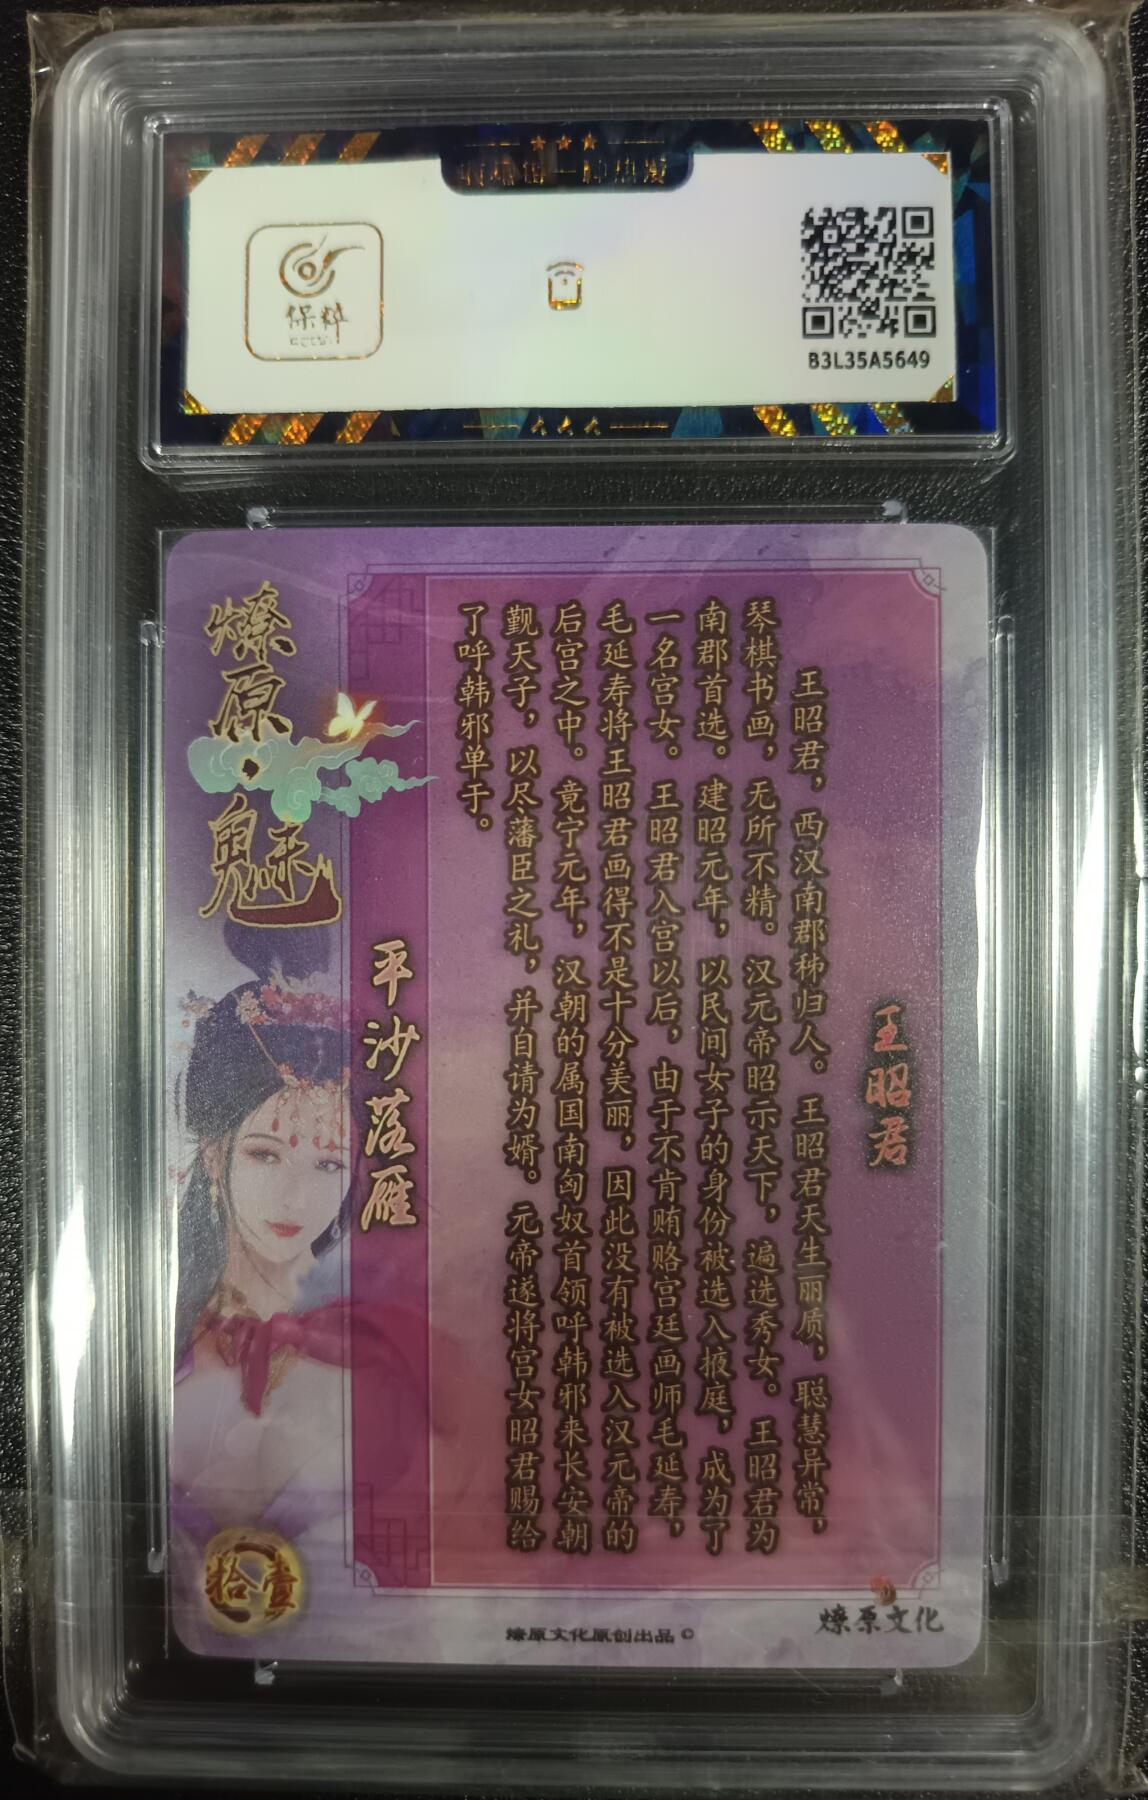 保粹
B3L35A5649
燎原·魅
平沙落雁
王昭君
王昭君，西汉南郡秭归人。王昭君天生丽质，聪慧异常，
琴棋书画，无所不精。汉元帝昭示天下，遍选秀女。王昭君为
南郡首选。建昭元年，以民间女子的身份被选入掖庭，成为了
一名宫女。王昭君入宫以后，由于不肯贿赂宫廷画师毛延寿，
毛延寿将王昭君画得不是十分美丽，因此没有被选入汉元帝的
后宫之中。竟宁元年，汉朝的属国南匈奴首领呼韩邪来长安朝
觐天子，以尽藩臣之礼，并自请为婿。元帝遂将宫女昭君赐给
了呼韩邪单于。
拾壹
燎原文化原创出品©
燎原文化